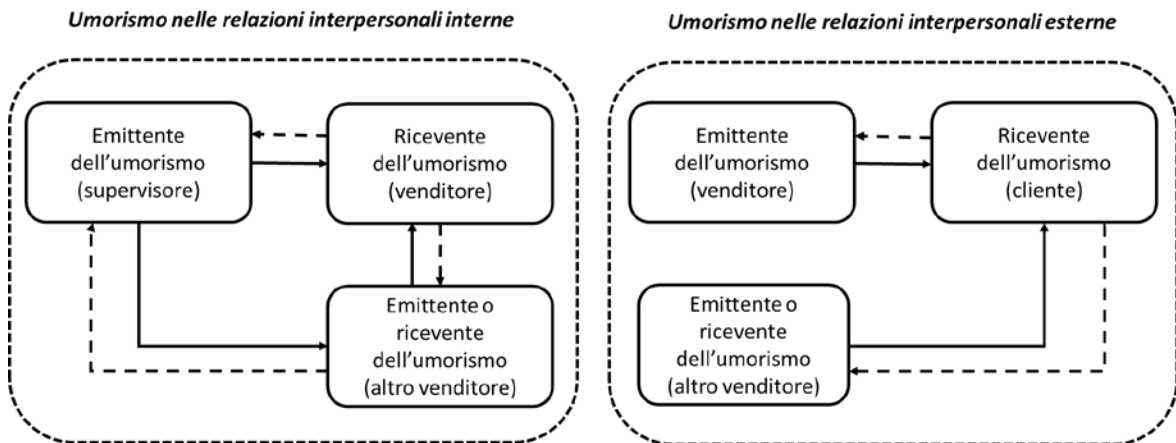 Umorismo nelle relazioni interpersonali interne
Emittente
dell'umorismo
(supervisore)
Ricevente
dell'umorismo
(venditore)
Emittente o
ricevente
dell'umorismo
(altro venditore)
Umorismo nelle relazioni interpersonali esterne
Emittente
dell'umorismo
(venditore)
Ricevente
dell'umorismo
(cliente)
Emittente o
ricevente
dell'umorismo
(altro venditore)